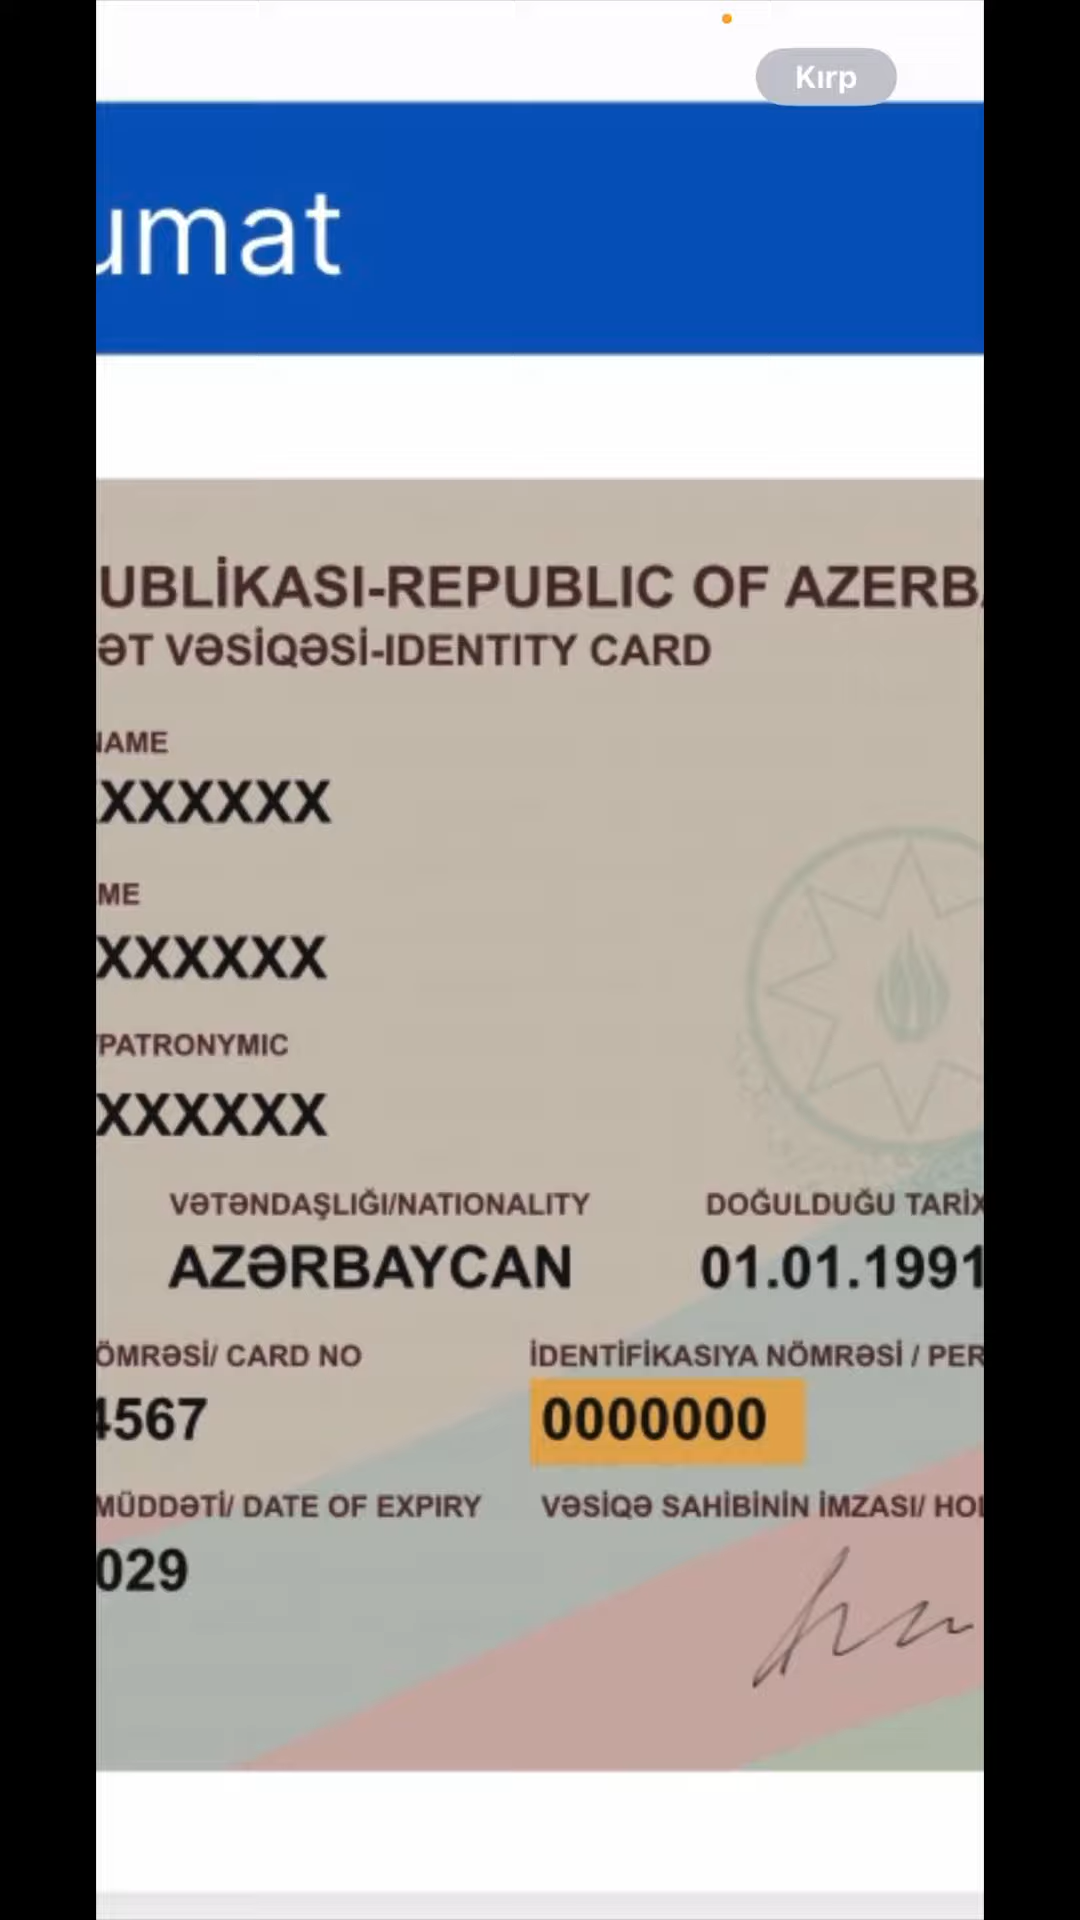 Kırp
umat
UBLİKASI-REPUBLIC OF AZERB
ƏT VƏSİQƏSİ-IDENTITY CARD
NAME
XXXXXX
ME
XXXXXX
/PATRONYMIC
XXXXXX
VƏTƏNDAŞLIĞI/NATIONALITY DOĞULDUĞU TARİX
AZƏRBAYCAN 01.01.1991
ÖMRƏSİ/ CARD NO İDENTİFİKASIYA NÖMRƏSİ / PER
4567 0000000
MÜDDƏTİ/ DATE OF EXPIRY VƏSİQƏ SAHİBİNİN İMZASI/ HOL
029